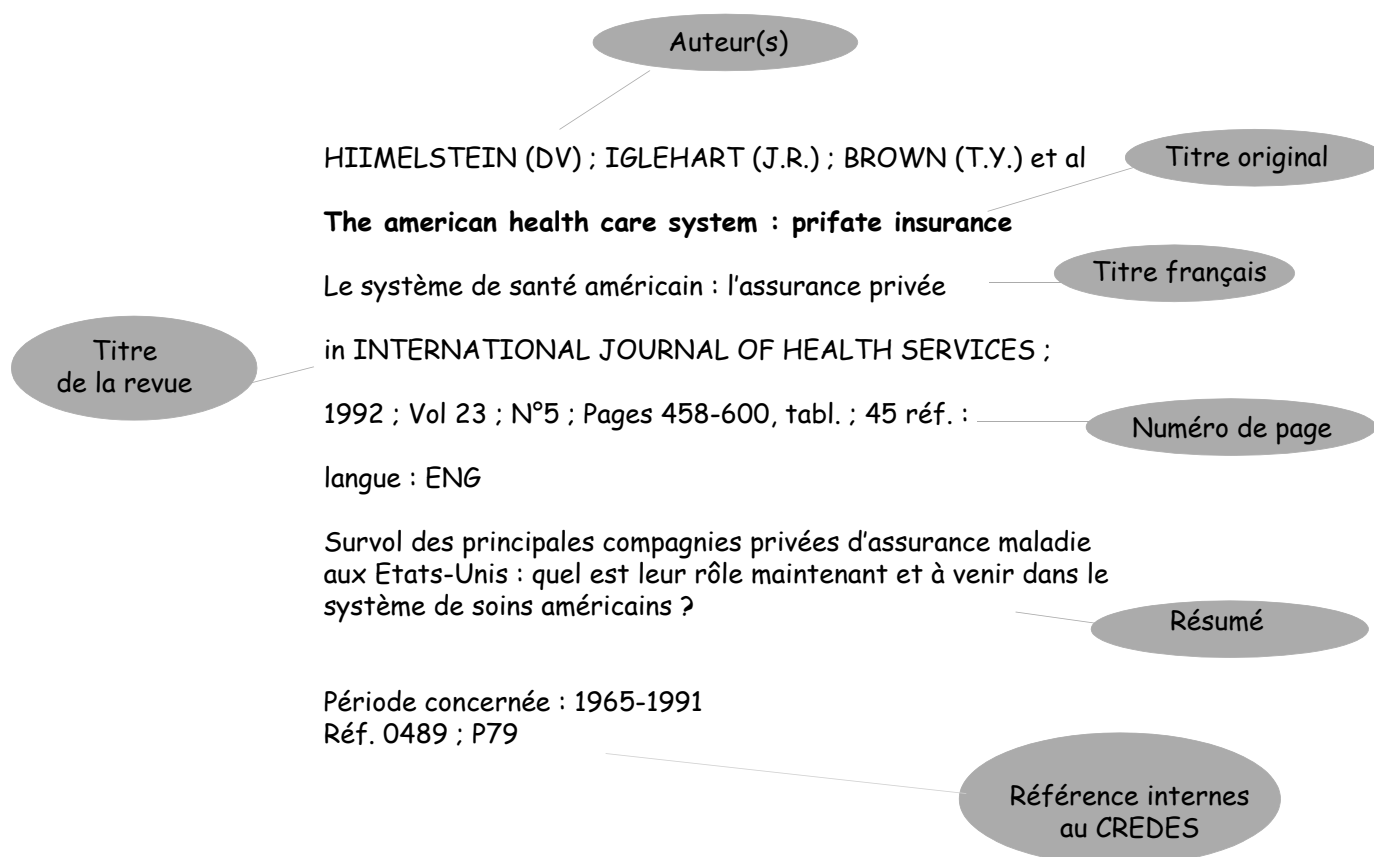 Auteur(s)
HIIMELSTEIN (DV) ; IGLEHART (J.R.) ; BROWN (T.Y.) et al
Titre original
The american health care system : prifate insurance
Le système de santé américain : l'assurance privée
Titre français
Titre
de la revue
in INTERNATIONAL JOURNAL OF HEALTH SERVICES ;
1992 ; Vol 23 ; N°5 ; Pages 458-600, tabl. ; 45 réf. :
Numéro de page
langue : ENG
Survol des principales compagnies privées d'assurance maladie
aux Etats-Unis : quel est leur rôle maintenant et à venir dans le
système de soins américains ?
Résumé
Période concernée : 1965-1991
Réf. 0489 ; P79
Référence internes
au CREDES